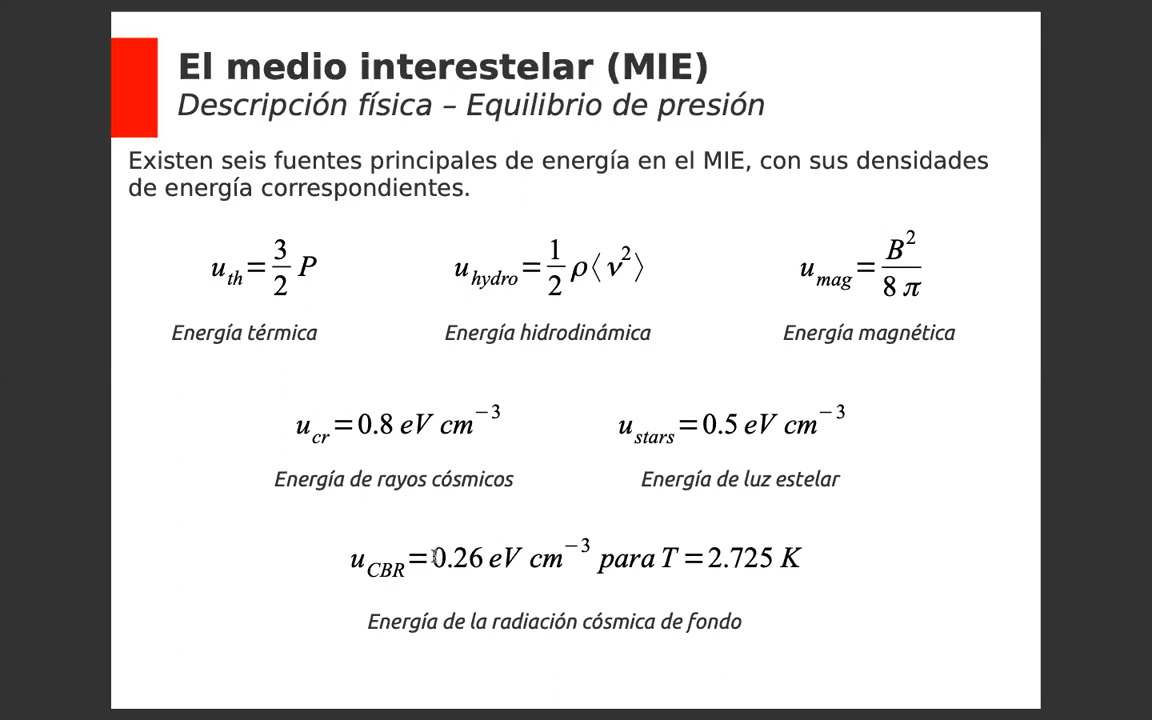 El medio interestelar (MIE)
Descripción física – Equilibrio de presión
Existen seis fuentes principales de energía en el MIE, con sus densidades
de energía correspondientes.
u_th = 3/2 P    u_hydro = 1/2 ρ⟨ν²⟩    u_mag = B²/8π
Energía térmica    Energía hidrodinámica    Energía magnética
u_cr = 0.8 eV cm⁻³    u_stars = 0.5 eV cm⁻³
Energía de rayos cósmicos    Energía de luz estelar
u_CBR = 0.26 eV cm⁻³ para T = 2.725 K
Energía de la radiación cósmica de fondo